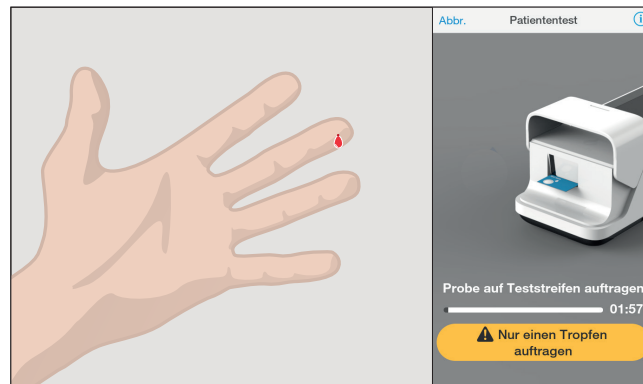 Abbr.
Patiententest
Probe auf Teststreifen auftragen
01:57
Nur einen Tropfen
auftragen